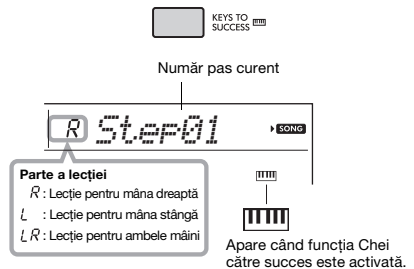 KEYS TO
SUCCESS
Număr pas curent
R Step01 SONG
Parte a lecției
R : Lecție pentru mâna dreaptă
L : Lecție pentru mâna stângă
LR : Lecție pentru ambele mâini
Apare când funcția Chei
către succes este activată.